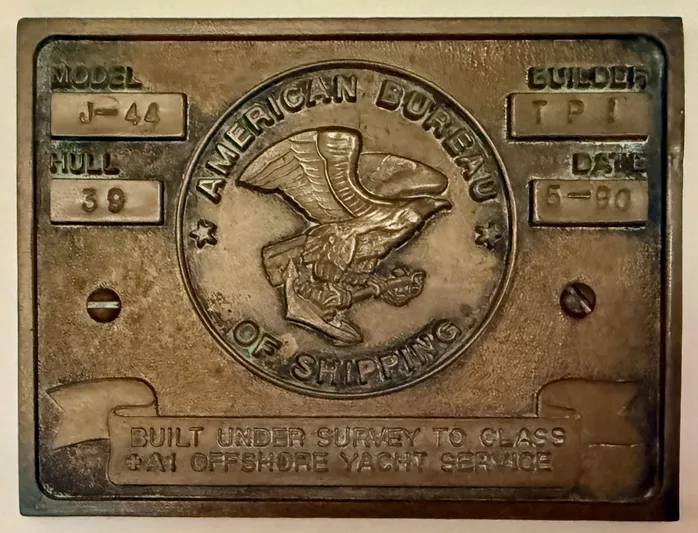 MODEL
J-44
HULL
39
AMERICAN BUREAU
OF SHIPPING
BUILDER
T P I
DATE
5-90
BUILT UNDER SURVEY TO CLASS
+A1 OFFSHORE YACHT SERVICE